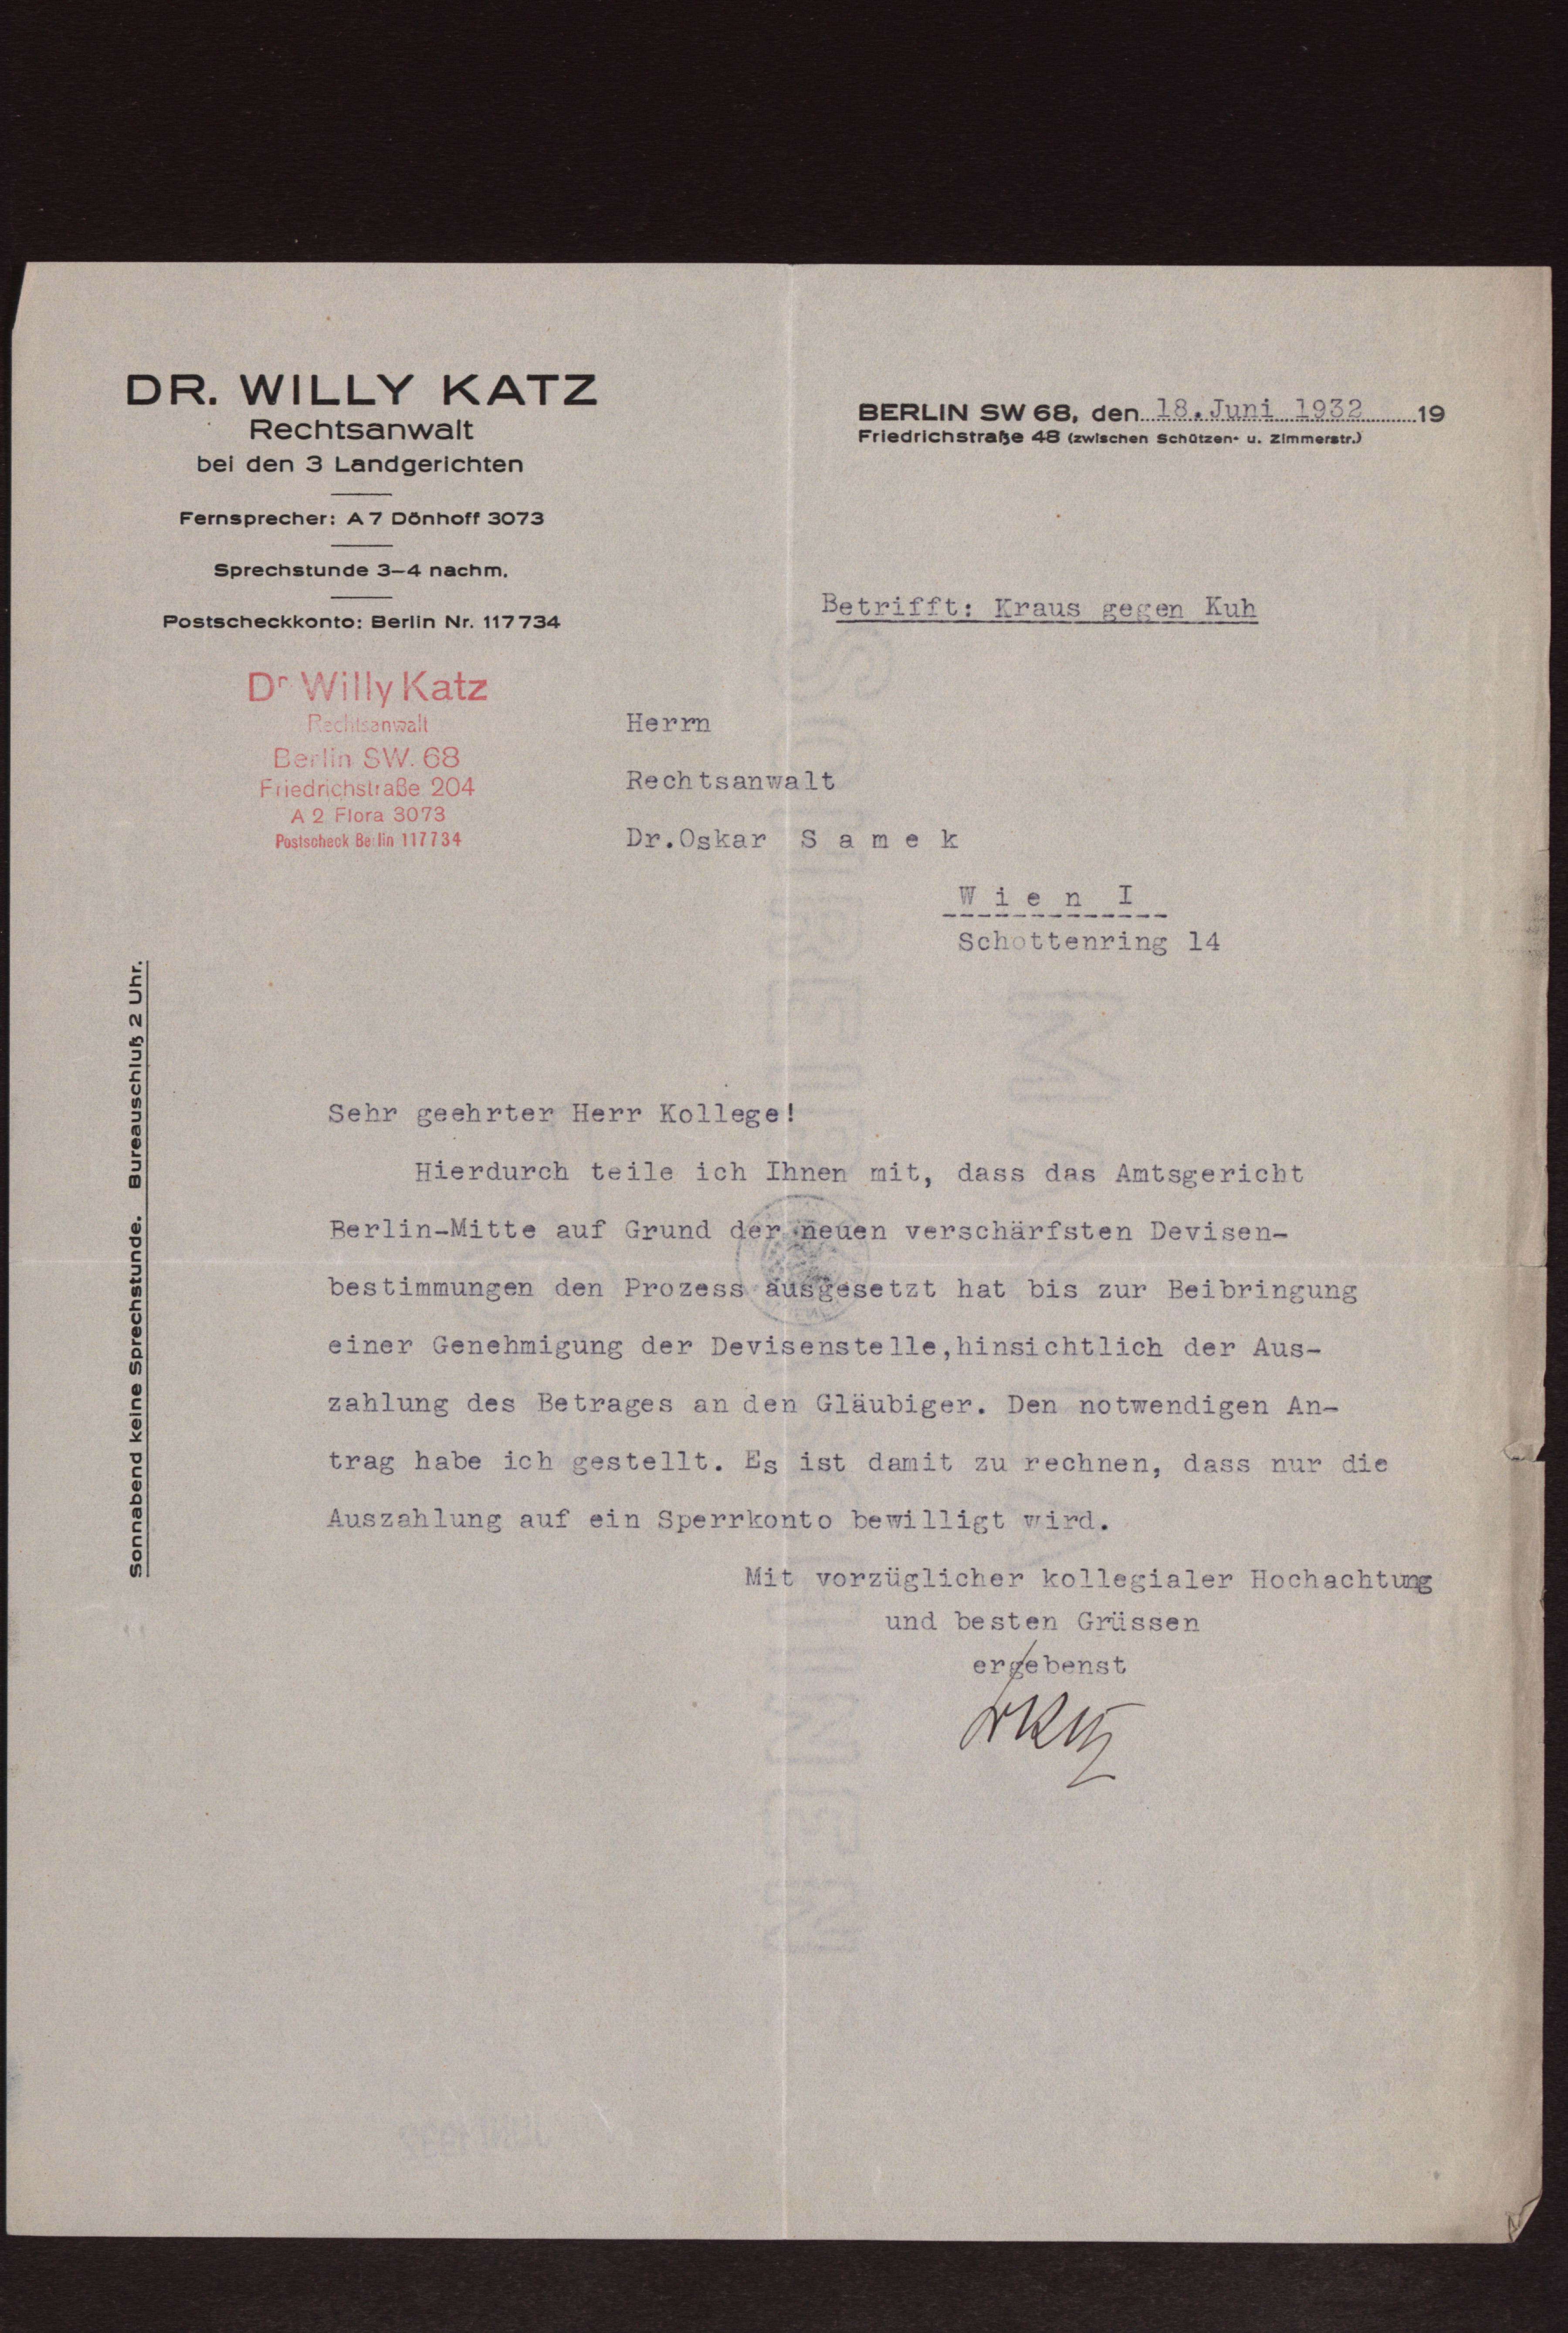 DR. WILLY KATZ
Rechtsanwalt
bei den 3 Landgerichten
Fernsprecher: A 7 Dönhoff 3073
Sprechstunde 3–4 nachm.
Postscheckkonto: Berlin Nr. 117734
BERLIN SW 68, den 18.Juni 1932 19
Friedrichstraße 48 (zwischen Schützen- u. Zimmerstr.)
Betrifft: Kraus gegen Kuh
Dr Willy Katz
Rechtsanwalt
Berlin SW. 68
Friedrichstraße 204
A 2 Flora 3073
Postscheck Berlin 117734
Herrn
Rechtsanwalt
Dr.Oskar S a m e k
W i e n I
Schottenring 14
Sonnabend keine Sprechstunde. Bureauschluß 2 Uhr.
Sehr geehrter Herr Kollege!
Hierdurch teile ich Ihnen mit, dass das Amtsgericht
Berlin-Mitte auf Grund der neuen verschärfsten Devisen-
bestimmungen den Prozess ausgesetzt hat bis zur Beibringung
einer Genehmigung der Devisenstelle,hinsichtlich der Aus-
zahlung des Betrages an den Gläubiger. Den notwendigen An-
trag habe ich gestellt. Es ist damit zu rechnen, dass nur die
Auszahlung auf ein Sperrkonto bewilligt wird.
Mit vorzüglicher kollegialer Hochachtung
und besten Grüssen
ergebenst